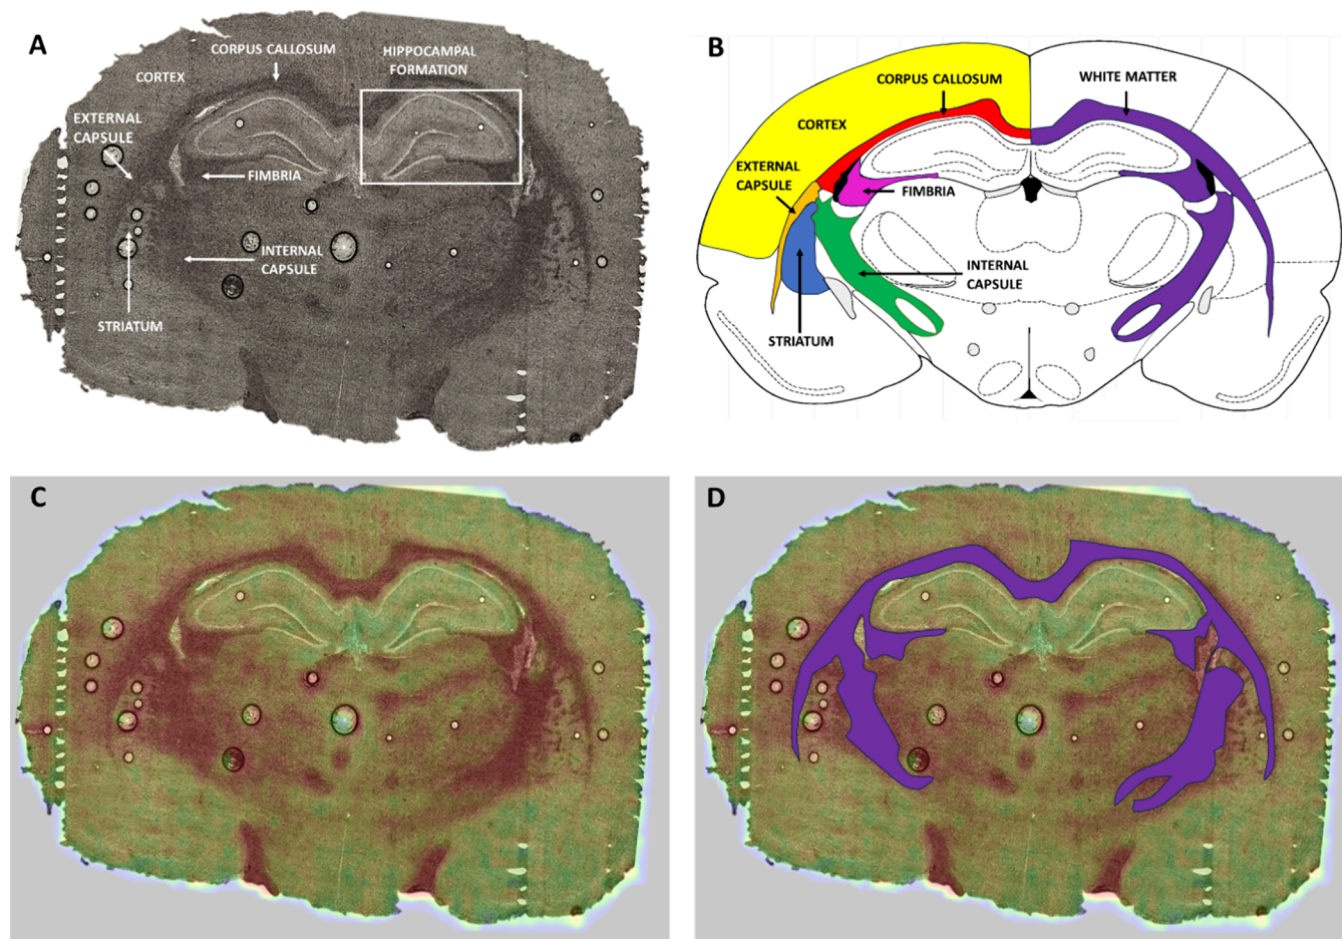 A
CORPUS CALLOSUM
HIPPOCAMPAL
FORMATION
CORTEX
EXTERNAL
CAPSULE
FIMBRIA
INTERNAL
CAPSULE
STRIATUM
B
CORPUS CALLOSUM
WHITE MATTER
CORTEX
EXTERNAL
CAPSULE
FIMBRIA
INTERNAL
CAPSULE
STRIATUM
C
D